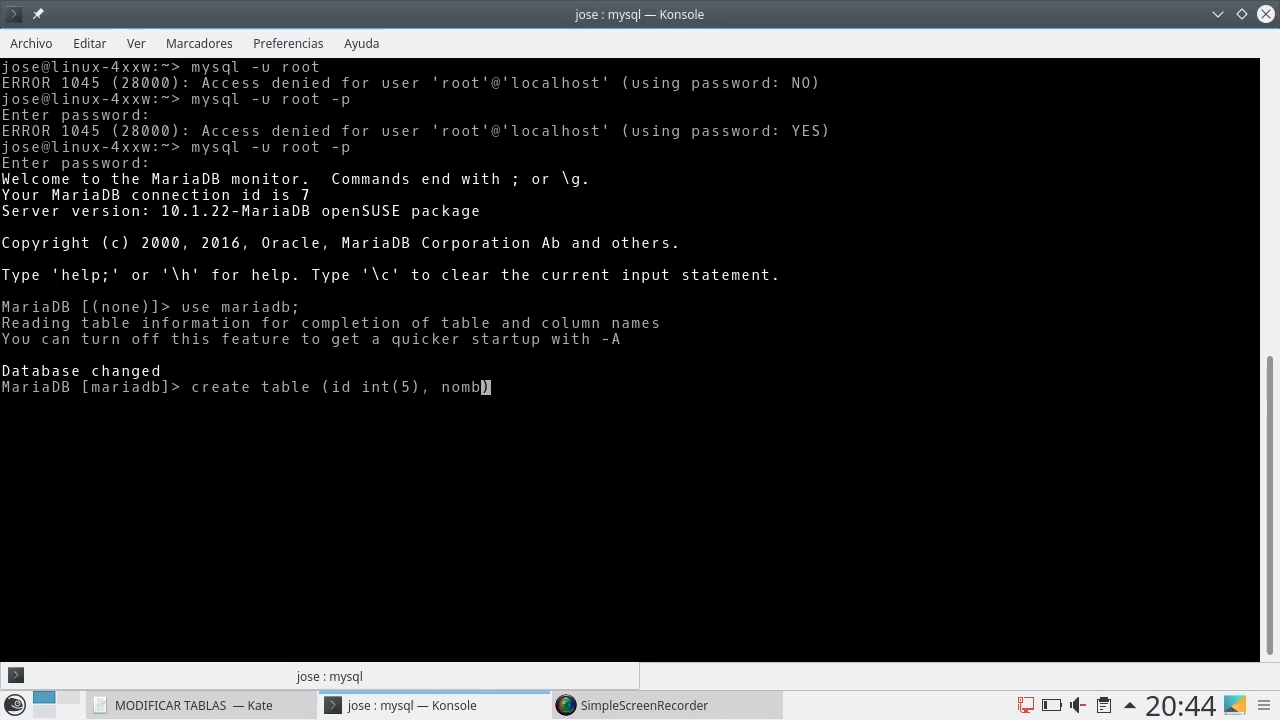 jose : mysql — Konsole
Archivo Editar Ver Marcadores Preferencias Ayuda
jose@linux-4xxw:~> mysql -u root
ERROR 1045 (28000): Access denied for user 'root'@'localhost' (using password: NO)
jose@linux-4xxw:~> mysql -u root -p
Enter password:
ERROR 1045 (28000): Access denied for user 'root'@'localhost' (using password: YES)
jose@linux-4xxw:~> mysql -u root -p
Enter password:
Welcome to the MariaDB monitor.  Commands end with ; or \g.
Your MariaDB connection id is 7
Server version: 10.1.22-MariaDB openSUSE package
Copyright (c) 2000, 2016, Oracle, MariaDB Corporation Ab and others.
Type 'help;' or '\h' for help. Type '\c' to clear the current input statement.
MariaDB [(none)]> use mariadb;
Reading table information for completion of table and column names
You can turn off this feature to get a quicker startup with -A
Database changed
MariaDB [mariadb]> create table (id int(5), nomb)
jose : mysql
MODIFICAR TABLAS — Kate
jose : mysql — Konsole
SimpleScreenRecorder
20:44